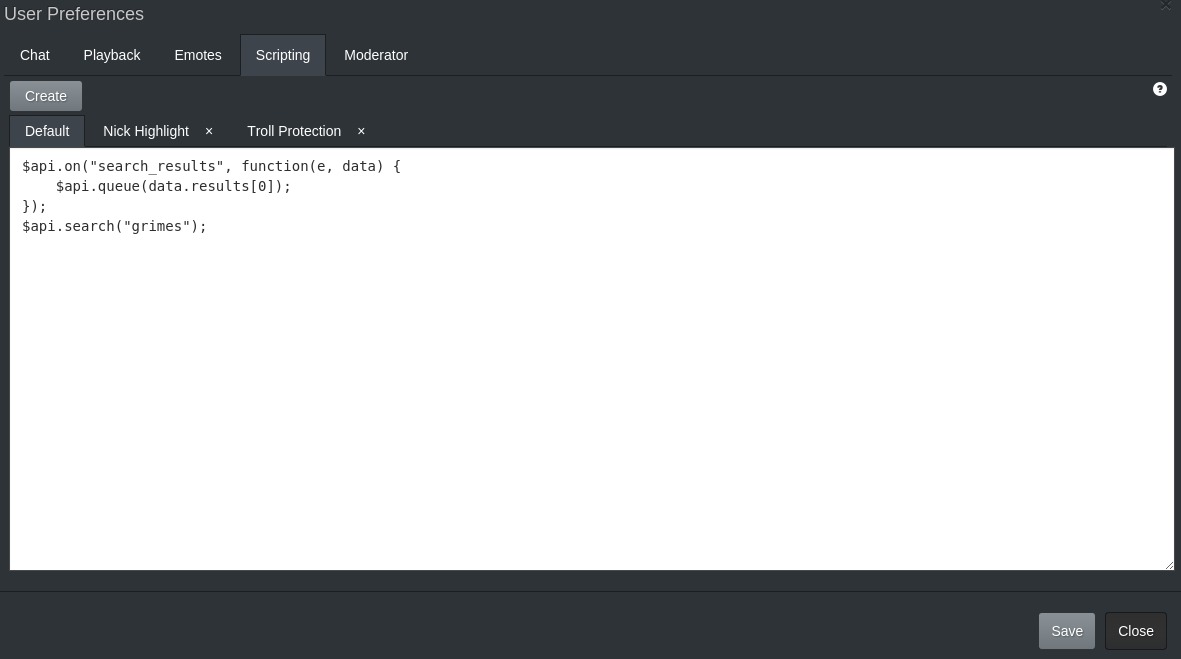 User Preferences
Chat Playback Emotes Scripting Moderator
Create
Default Nick Highlight × Troll Protection ×
$api.on("search_results", function(e, data) {
    $api.queue(data.results[0]);
});
$api.search("grimes");
Save Close